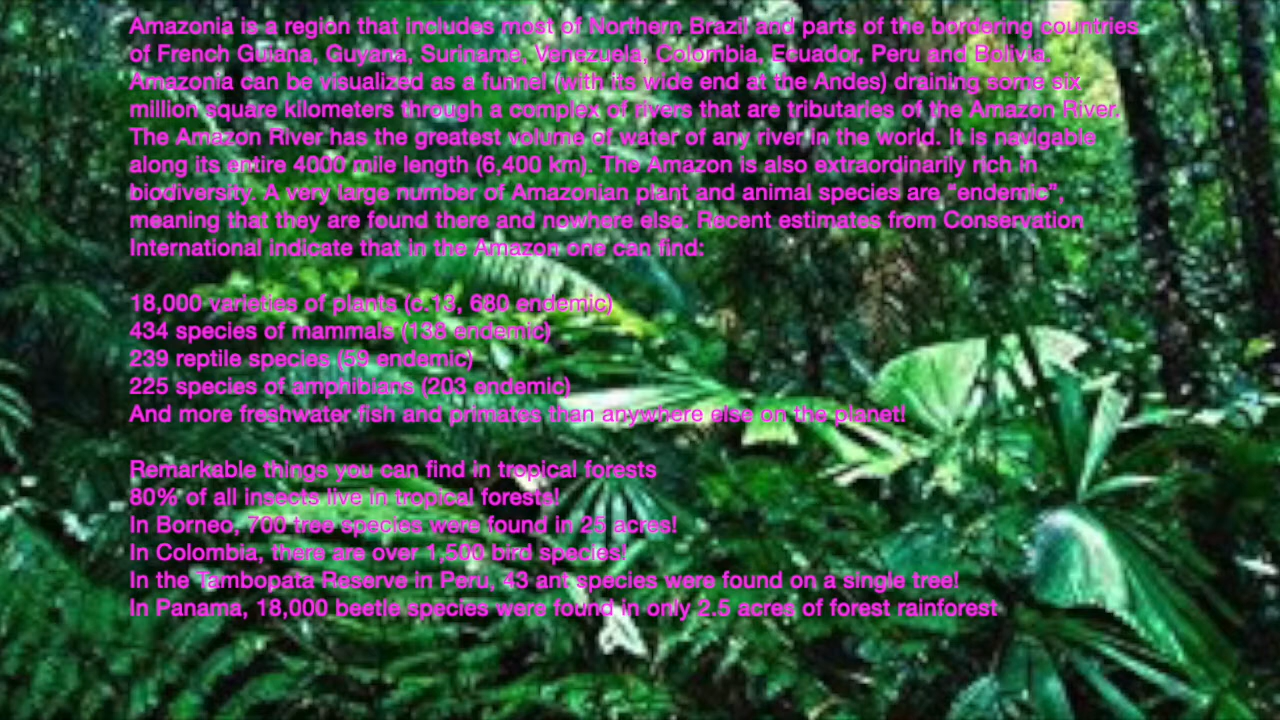 Amazonia is a region that includes most of Northern Brazil and parts of the bordering countries
of French Guiana, Guyana, Suriname, Venezuela, Colombia, Ecuador, Peru and Bolivia.
Amazonia can be visualized as a funnel (with its wide end at the Andes) draining some six
million square kilometers through a complex of rivers that are tributaries of the Amazon River.
The Amazon River has the greatest volume of water of any river in the world. It is navigable
along its entire 4000 mile length (6,400 km). The Amazon is also extraordinarily rich in
biodiversity. A very large number of Amazonian plant and animal species are "endemic",
meaning that they are found there and nowhere else. Recent estimates from Conservation
International indicate that in the Amazon one can find:
18,000 varieties of plants (c.13, 680 endemic)
434 species of mammals (138 endemic)
239 reptile species (59 endemic)
225 species of amphibians (203 endemic)
And more freshwater fish and primates than anywhere else on the planet!
Remarkable things you can find in tropical forests
80% of all insects live in tropical forests!
In Borneo, 700 tree species were found in 25 acres!
In Colombia, there are over 1,500 bird species!
In the Tambopata Reserve in Peru, 43 ant species were found on a single tree!
In Panama, 18,000 beetle species were found in only 2.5 acres of forest rainforest